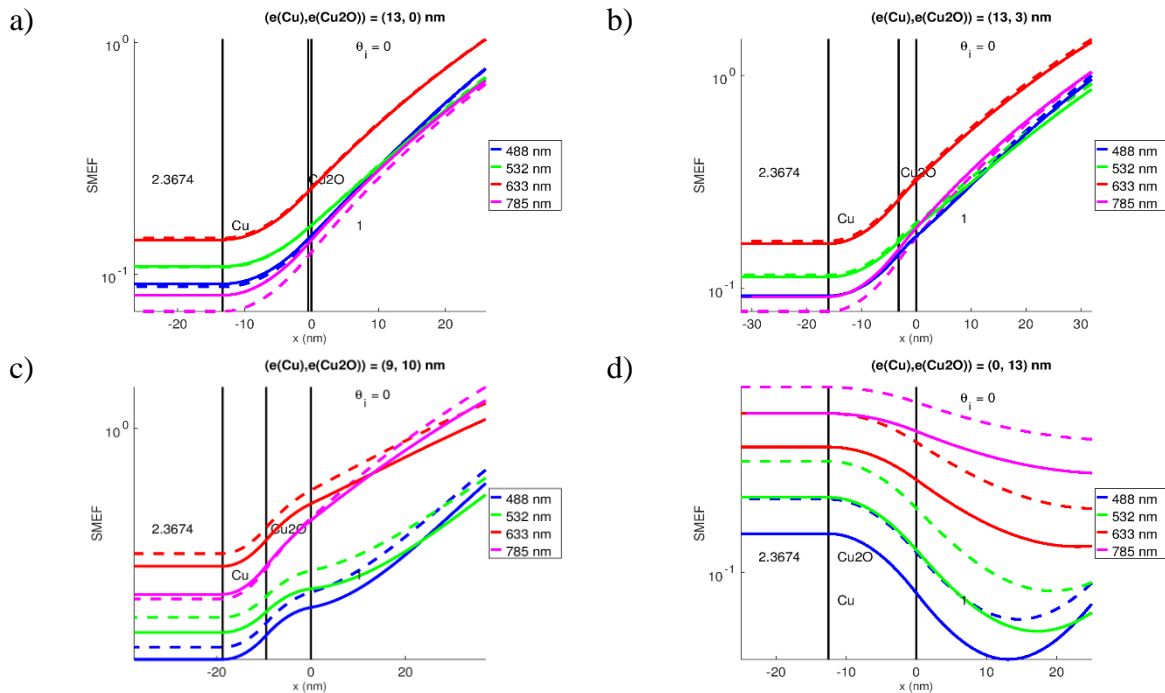 a)
(e(Cu),e(Cu2O)) = (13, 0) nm
10^0
θ_i = 0
2.3674
Cu2O
Cu
1
10^-1
SMEF
-20 -10 0 10 20
x (nm)
488 nm
532 nm
633 nm
785 nm
b)
(e(Cu),e(Cu2O)) = (13, 3) nm
θ_i = 0
10^0
2.3674
Cu2O
Cu
1
10^-1
SMEF
-30 -20 -10 0 10 20 30
x (nm)
488 nm
532 nm
633 nm
785 nm
c)
(e(Cu),e(Cu2O)) = (9, 10) nm
θ_i = 0
10^0
2.3674
Cu2O
Cu
1
SMEF
-20 0 20
x (nm)
488 nm
532 nm
633 nm
785 nm
d)
(e(Cu),e(Cu2O)) = (0, 13) nm
θ_i = 0
2.3674
Cu2O
10^-1
Cu
1
SMEF
-20 -10 0 10 20
x (nm)
488 nm
532 nm
633 nm
785 nm